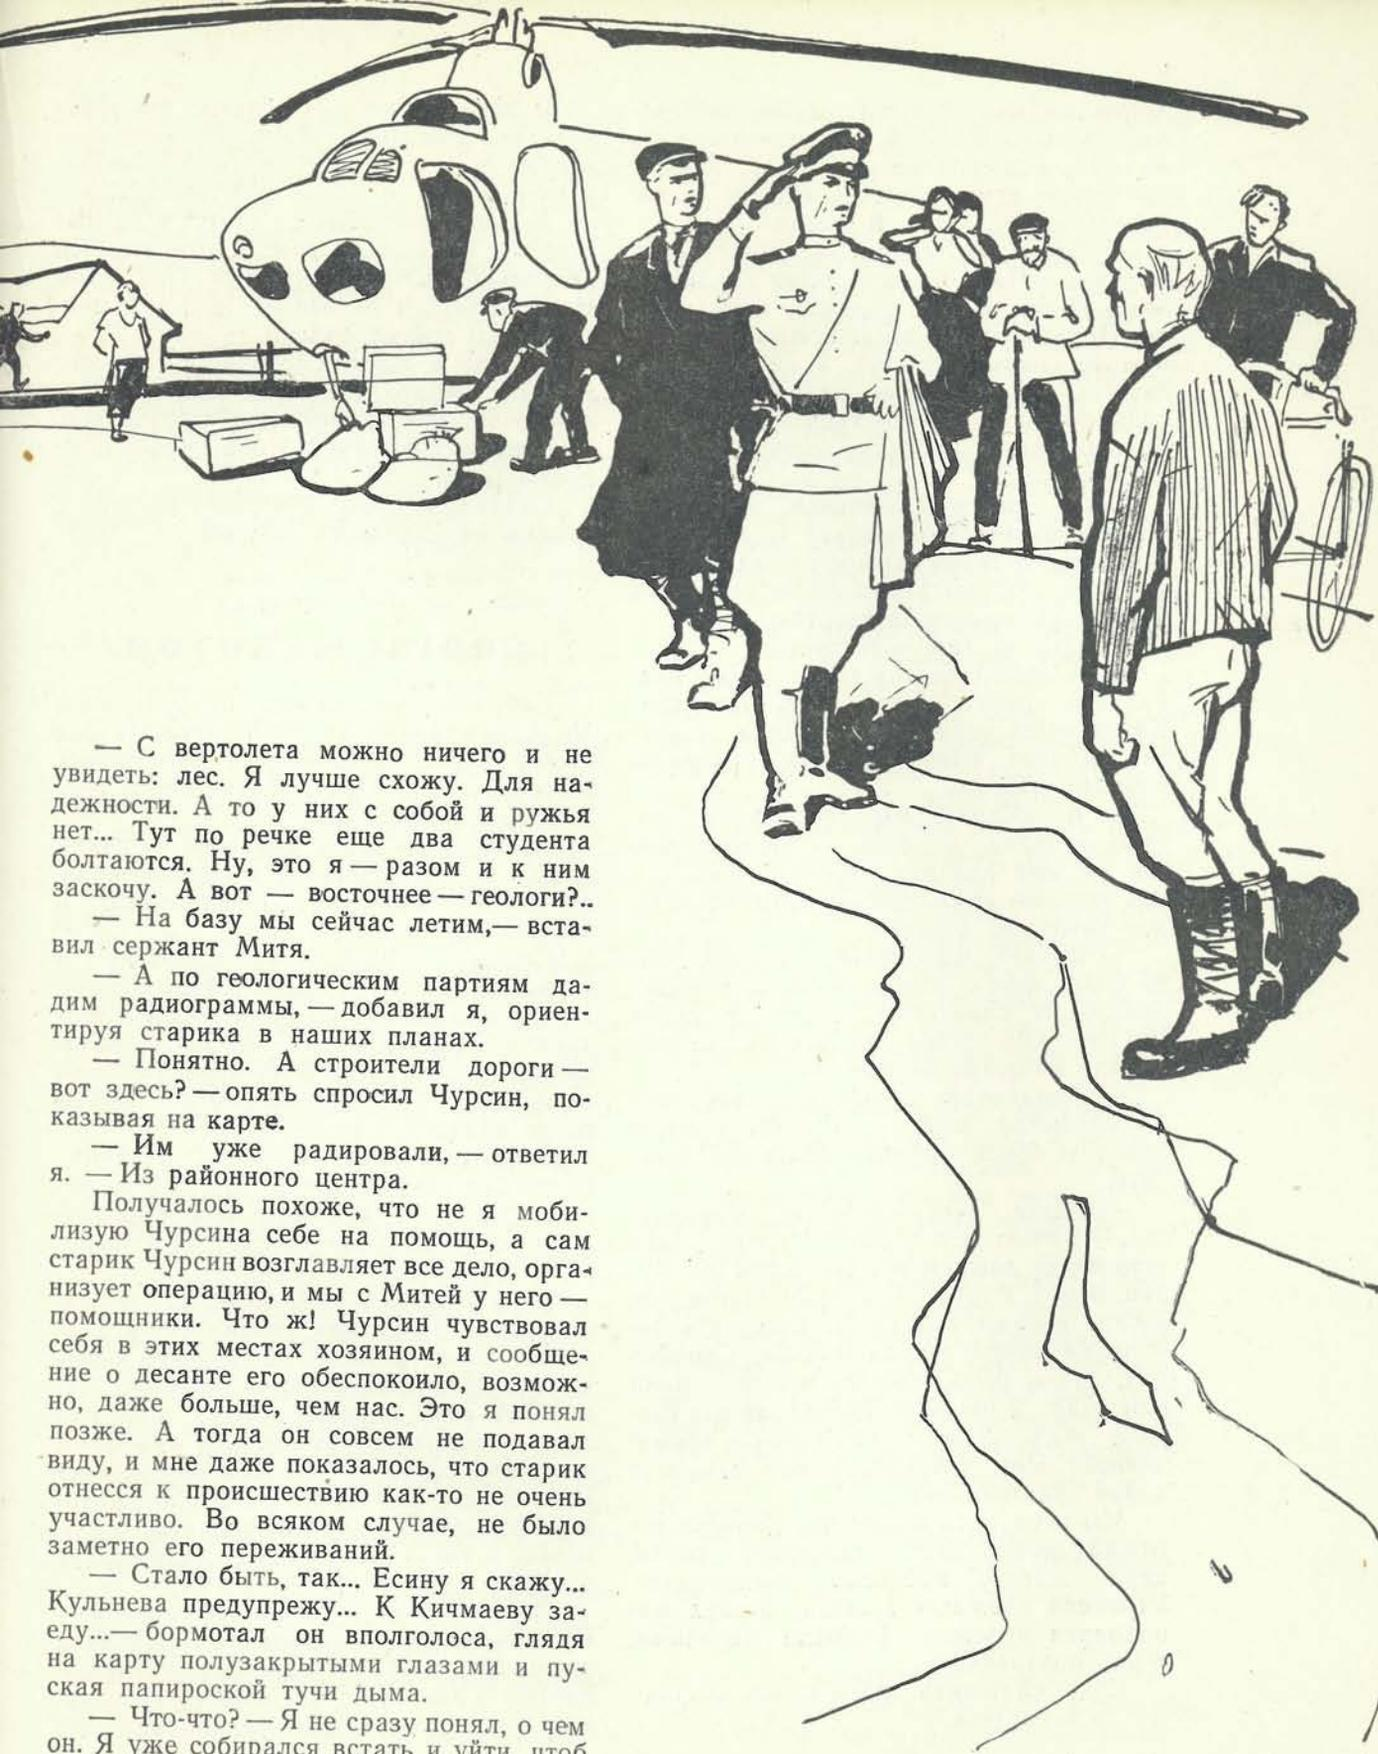 — С вертолета можно ничего и не
увидеть: лес. Я лучше схожу. Для на-
дежности. А то у них с собой и ружья
нет... Тут по речке еще два студента
болтаются. Ну, это я — разом и к ним
заскочу. А вот — восточнее — геологи?..
— На базу мы сейчас летим,— вста-
вил сержант Митя.
— А по геологическим партиям да-
дим радиограммы, — добавил я, ориен-
тируя старика в наших планах.
— Понятно. А строители дороги —
вот здесь? — опять спросил Чурсин, по-
казывая на карте.
— Им уже радировали, — ответил
я. — Из районного центра.
Получалось похоже, что не я моби-
лизую Чурсина себе на помощь, а сам
старик Чурсин возглавляет все дело, орга-
низует операцию, и мы с Митей у него —
помощники. Что ж! Чурсин чувствовал
себя в этих местах хозяином, и сообще-
ние о десанте его обеспокоило, возмож-
но, даже больше, чем нас. Это я понял
позже. А тогда он совсем не подавал
виду, и мне даже показалось, что старик
отнесся к происшествию как-то не очень
участливо. Во всяком случае, не было
заметно его переживаний.
— Стало быть, так... Есину я скажу...
Кульнева предупрежу... К Кичмаеву за-
еду...— бормотал он вполголоса, глядя
на карту полузакрытыми глазами и пу-
ская папироской тучи дыма.
— Что-что? — Я не сразу понял, о чем
он. Я уже собирался встать и уйти, чтоб